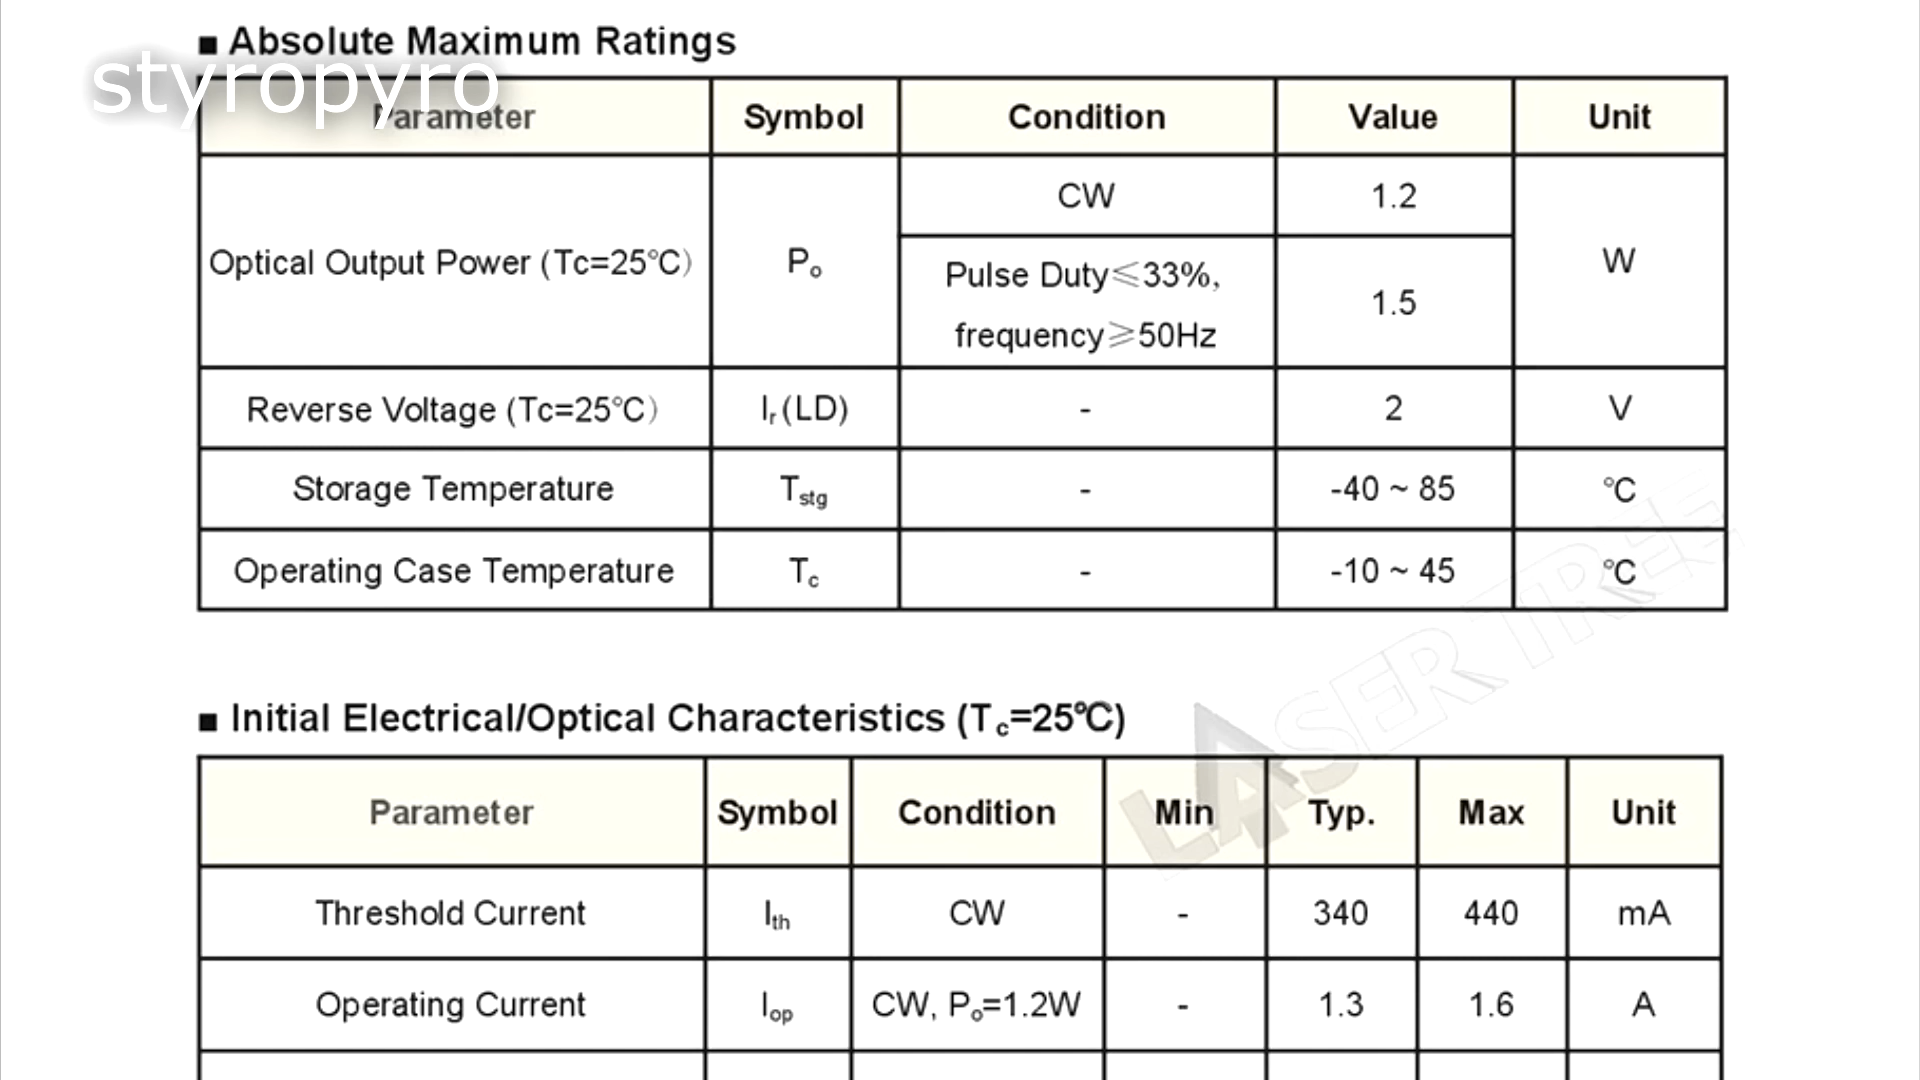 ■ Absolute Maximum Ratings
styropyro
Parameter Symbol Condition Value Unit
Optical Output Power (Tc=25℃) Po CW 1.2 W
Pulse Duty≤33%, frequency≥50Hz 1.5
Reverse Voltage (Tc=25℃) Ir (LD) - 2 V
Storage Temperature Tstg - -40 ~ 85 ℃
Operating Case Temperature Tc - -10 ~ 45 ℃
LASER TREE
■ Initial Electrical/Optical Characteristics (Tc=25℃)
Parameter Symbol Condition Min Typ. Max Unit
Threshold Current Ith CW - 340 440 mA
Operating Current Iop CW, Po=1.2W - 1.3 1.6 A